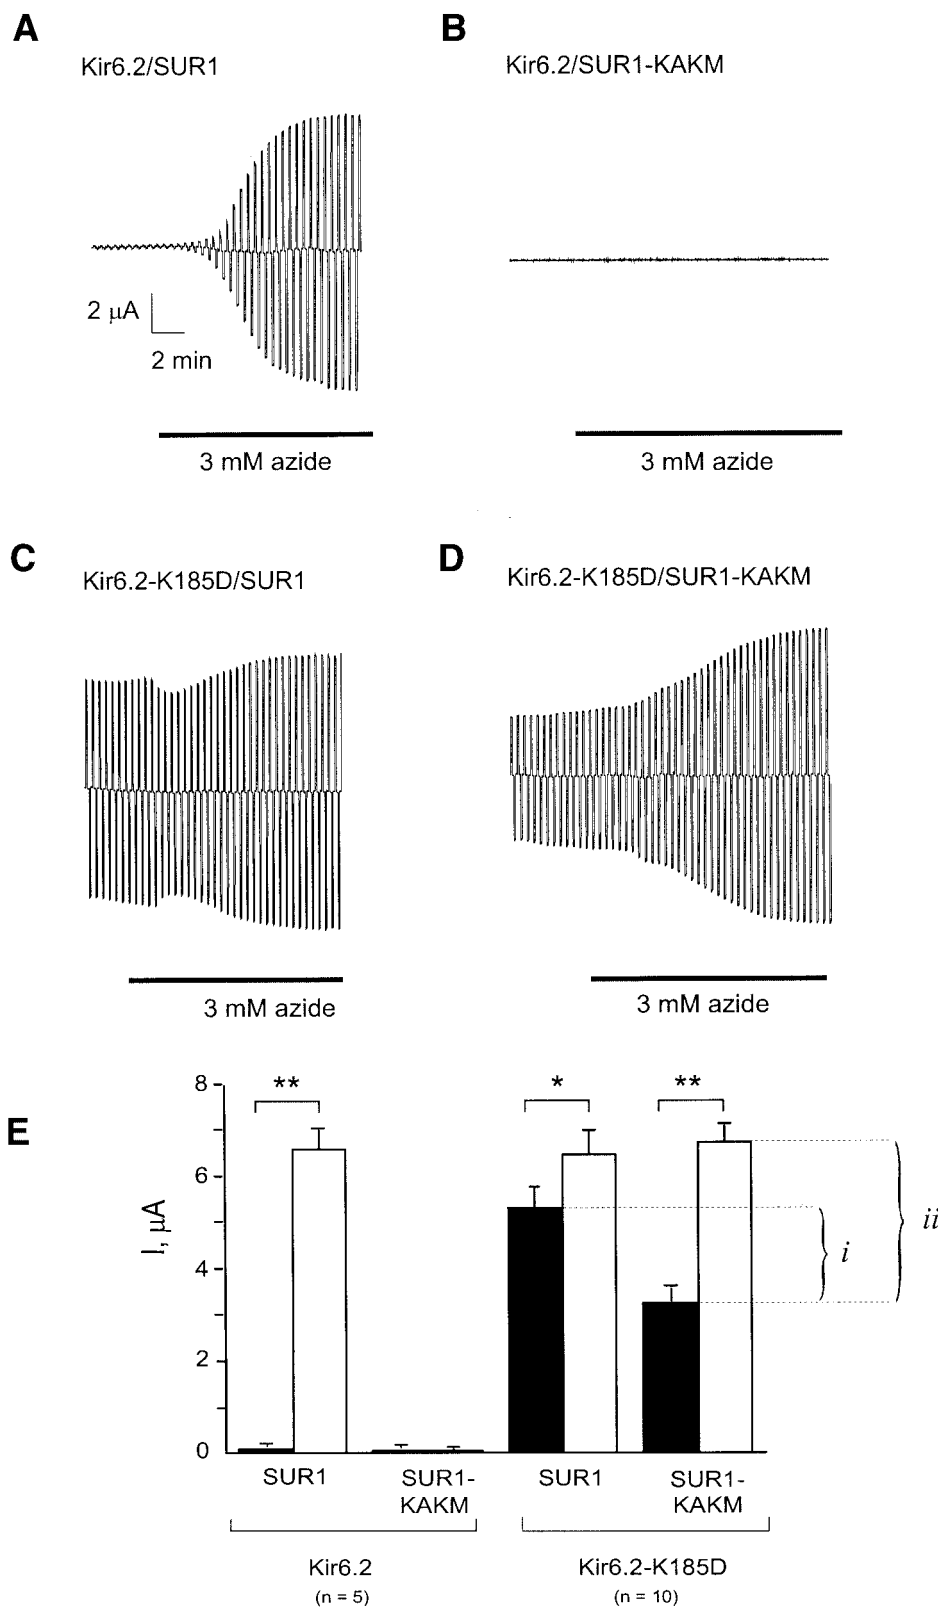 A
B
Kir6.2/SUR1
Kir6.2/SUR1-KAKM
2 µA
2 min
3 mM azide
3 mM azide
C
D
Kir6.2-K185D/SUR1
Kir6.2-K185D/SUR1-KAKM
3 mM azide
3 mM azide
E
I, µA
8
6
4
2
0
**
*
**
i
ii
SUR1
SUR1-
KAKM
SUR1
SUR1-
KAKM
Kir6.2
(n = 5)
Kir6.2-K185D
(n = 10)